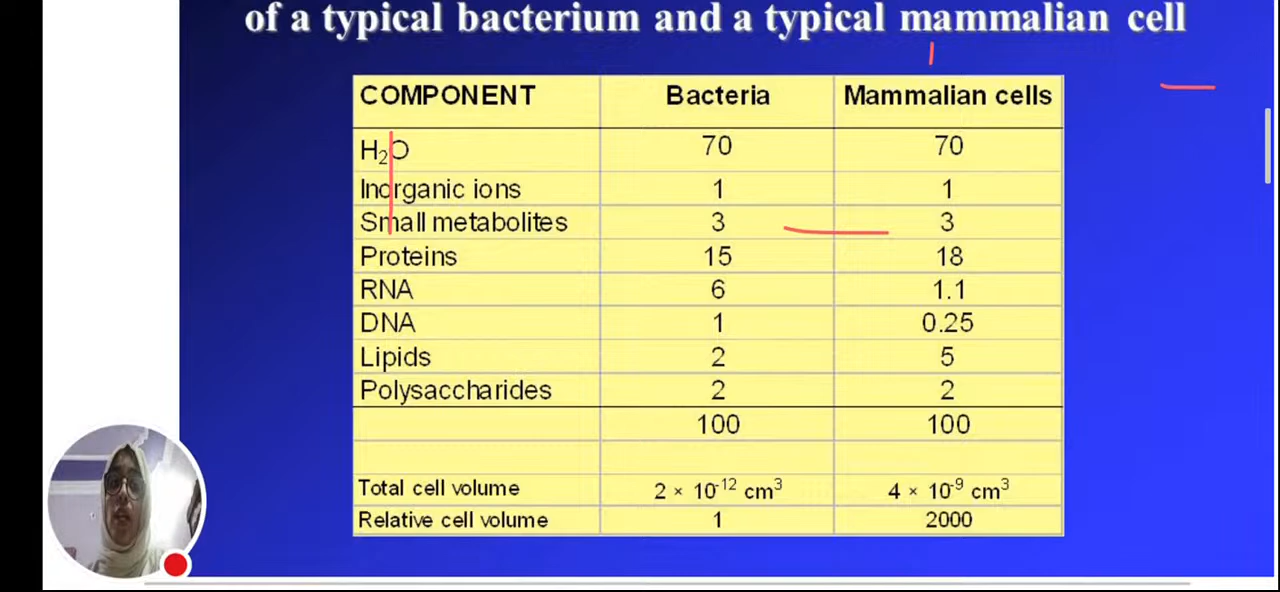 of a typical bacterium and a typical mammalian cell
COMPONENT Bacteria Mammalian cells
H₂O 70 70
Inorganic ions 1 1
Small metabolites 3 3
Proteins 15 18
RNA 6 1.1
DNA 1 0.25
Lipids 2 5
Polysaccharides 2 2
100 100
Total cell volume 2 × 10⁻¹² cm³ 4 × 10⁻⁹ cm³
Relative cell volume 1 2000